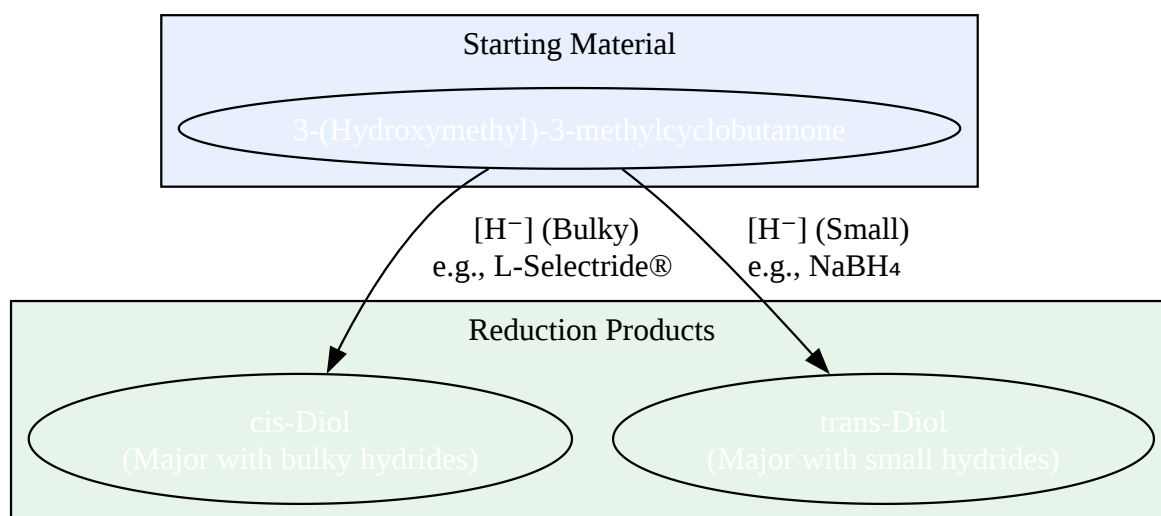 Starting Material
3-(Hydroxymethyl)-3-methylcyclobutanone
[H⁻] (Bulky)
e.g., L-Selectride®
[H⁻] (Small)
e.g., NaBH₄
Reduction Products
cis-Diol
(Major with bulky hydrides)
trans-Diol
(Major with small hydrides)